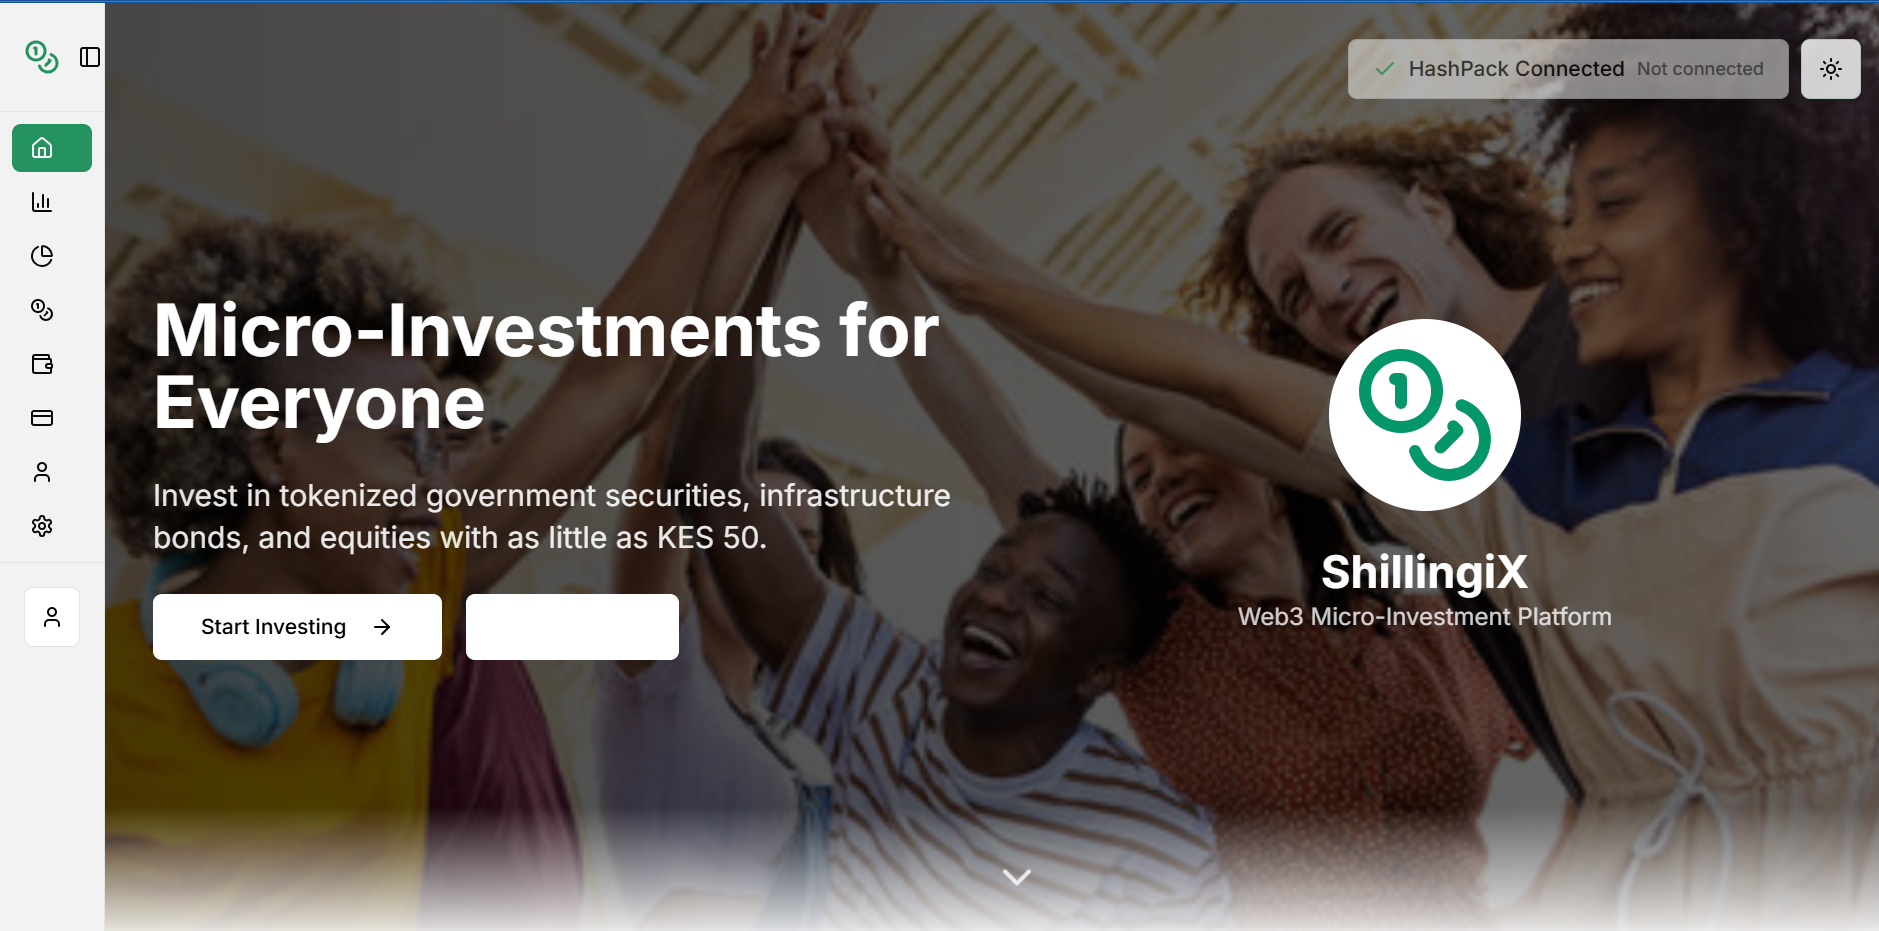 HashPack Connected Not connected
Micro-Investments for
Everyone
Invest in tokenized government securities, infrastructure
bonds, and equities with as little as KES 50.
Start Investing
ShillingiX
Web3 Micro-Investment Platform